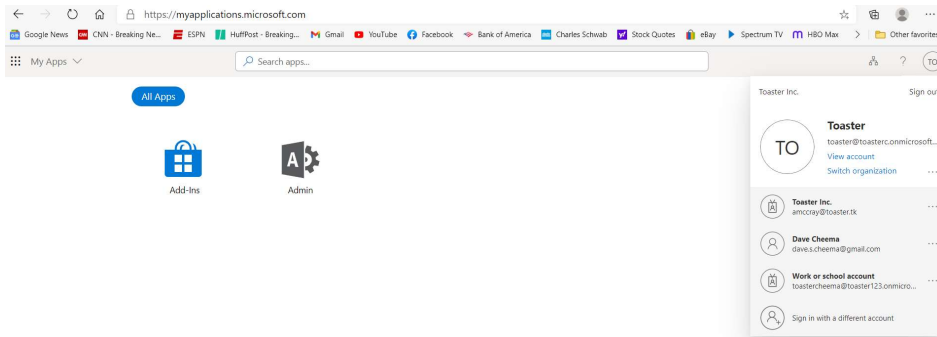 https://myapplications.microsoft.com
Google News CNN - Breaking Ne... ESPN HuffPost - Breaking... Gmail YouTube Facebook Bank of America Charles Schwab Stock Quotes eBay Spectrum TV HBO Max Other favorites
My Apps Search apps... ? TO
All Apps
Add-Ins Admin
Toaster Inc. Sign out
TO
Toaster
toaster@toasterc.onmicrosoft...
View account
Switch organization
Toaster Inc.
amccray@toaster.tk
Dave Cheema
dave.s.cheema@gmail.com
Work or school account
toastercheema@toaster123.onmicro...
Sign in with a different account